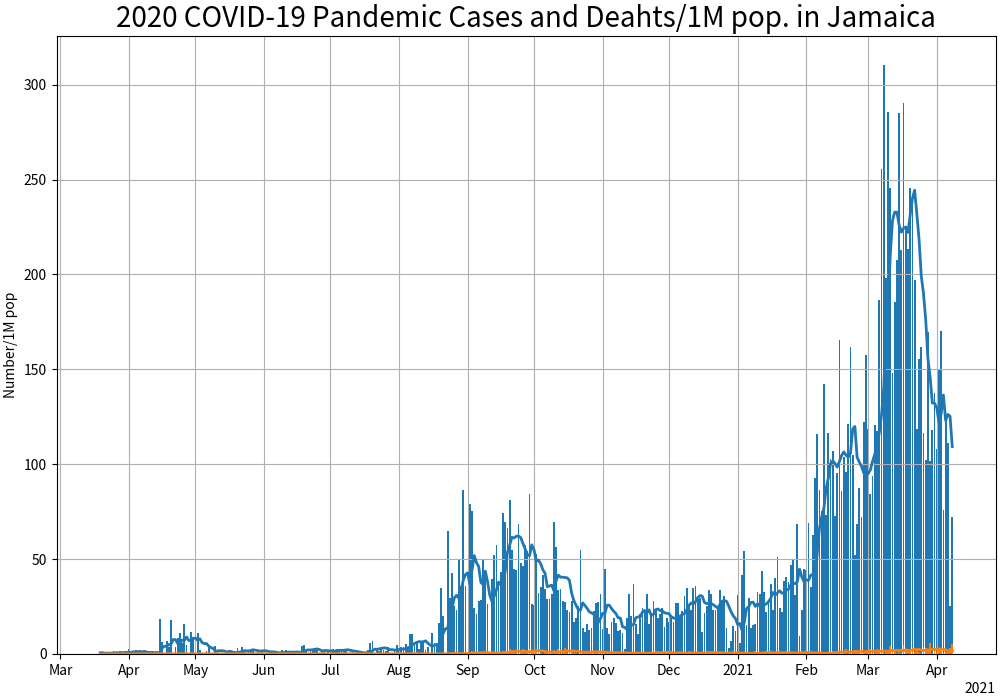 2020 COVID-19 Pandemic Cases and Deahts/1M pop. in Jamaica
Number/1M pop
300
250
200
150
100
50
0
Mar Apr May Jun Jul Aug Sep Oct Nov Dec 2021 Feb Mar Apr
2021